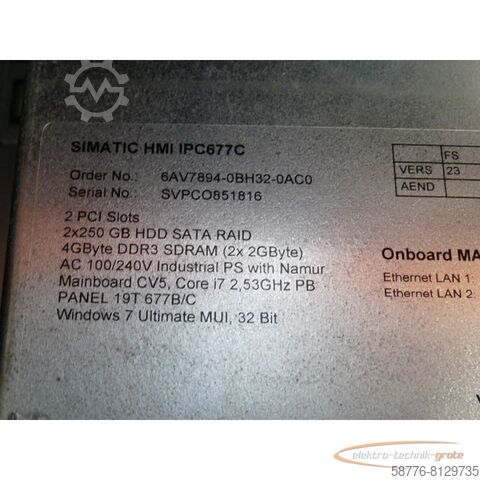 SIMATIC HMI IPC677C
Order No.: 6AV7894-0BH32-0AC0
Serial No.: SVPCO851816
2 PCI Slots
2x250 GB HDD SATA RAID
4GByte DDR3 SDRAM (2x 2GByte)
AC 100/240V Industrial PS with Namur
Mainboard CV5, Core i7 2,53GHz PB
PANEL 19T 677B/C
Windows 7 Ultimate MUI, 32 Bit
FS
VERS 23
AEND
Onboard MA
Ethernet LAN 1:
Ethernet LAN 2:
elektro-technik-grote
58776-8129735